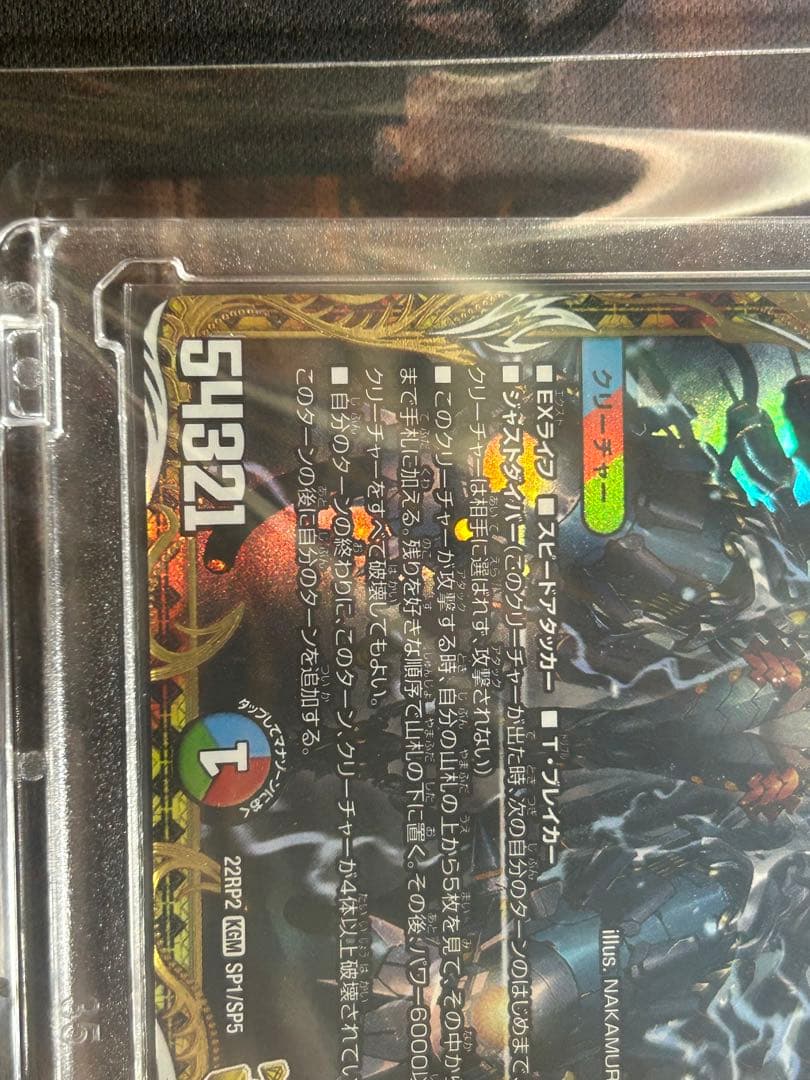 クリーチャー
■EXライフ ■スピードアタッカー ■T・ブレイカー
■ジャストダイバー(このクリーチャーが出た時、次の自分のターンのはじめまで、
クリーチャーは相手に選ばれず、攻撃されない)
■このクリーチャーが攻撃する時、自分の山札の上から5枚を見て、その中から
まで手札に加える。残りを好きな順序で山札の下に置く。その後、パワー6000以
クリーチャーをすべて破壊してもよい。
■自分のターンの終わりに、このターン、クリーチャーが4体以上破壊されてい
このターンの後に自分のターンを追加する。
illus. NAKAMUR
54321
1
タップしてマナゾーンにおく
22RP2 KGM SP1/SP5
35